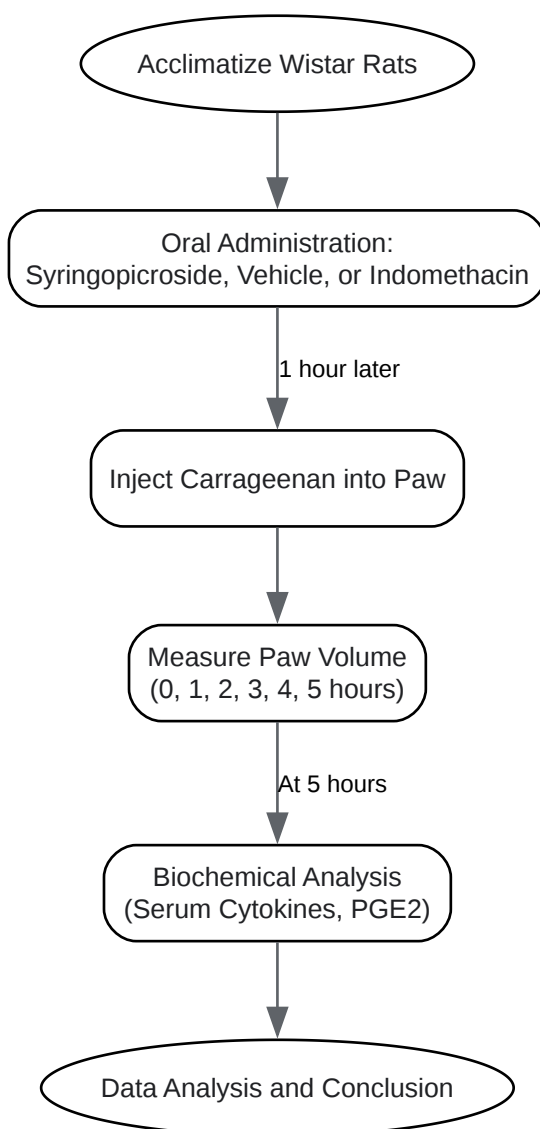 Acclimatize Wistar Rats
Oral Administration:
Syringopicroside, Vehicle, or Indomethacin
1 hour later
Inject Carrageenan into Paw
Measure Paw Volume
(0, 1, 2, 3, 4, 5 hours)
At 5 hours
Biochemical Analysis
(Serum Cytokines, PGE2)
Data Analysis and Conclusion